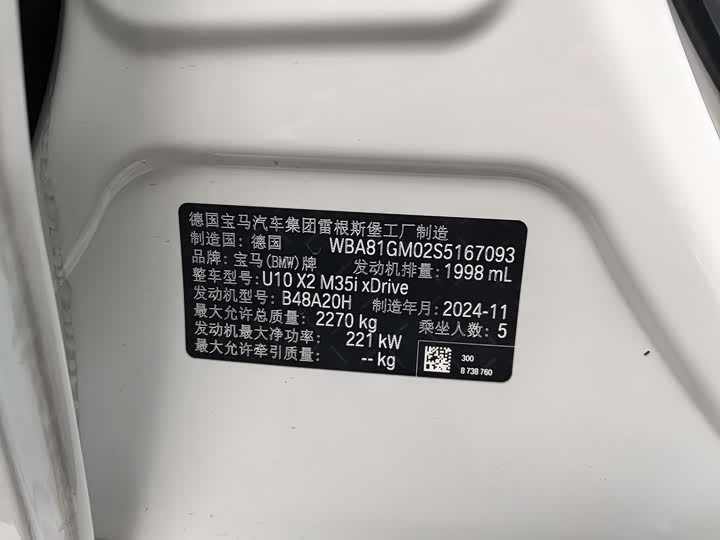 德国宝马汽车集团雷根斯堡工厂制造
制造国: 德国 WBA81GM02S5167093
品牌: 宝马(BMW)牌 发动机排量: 1998 mL
整车型号: U10 X2 M35i xDrive
发动机型号: B48A20H 制造年月: 2024-11
最大允许总质量: 2270 kg 乘坐人数: 5
发动机最大净功率: 221 kW
最大允许牵引质量: -- kg
300
8 738 760